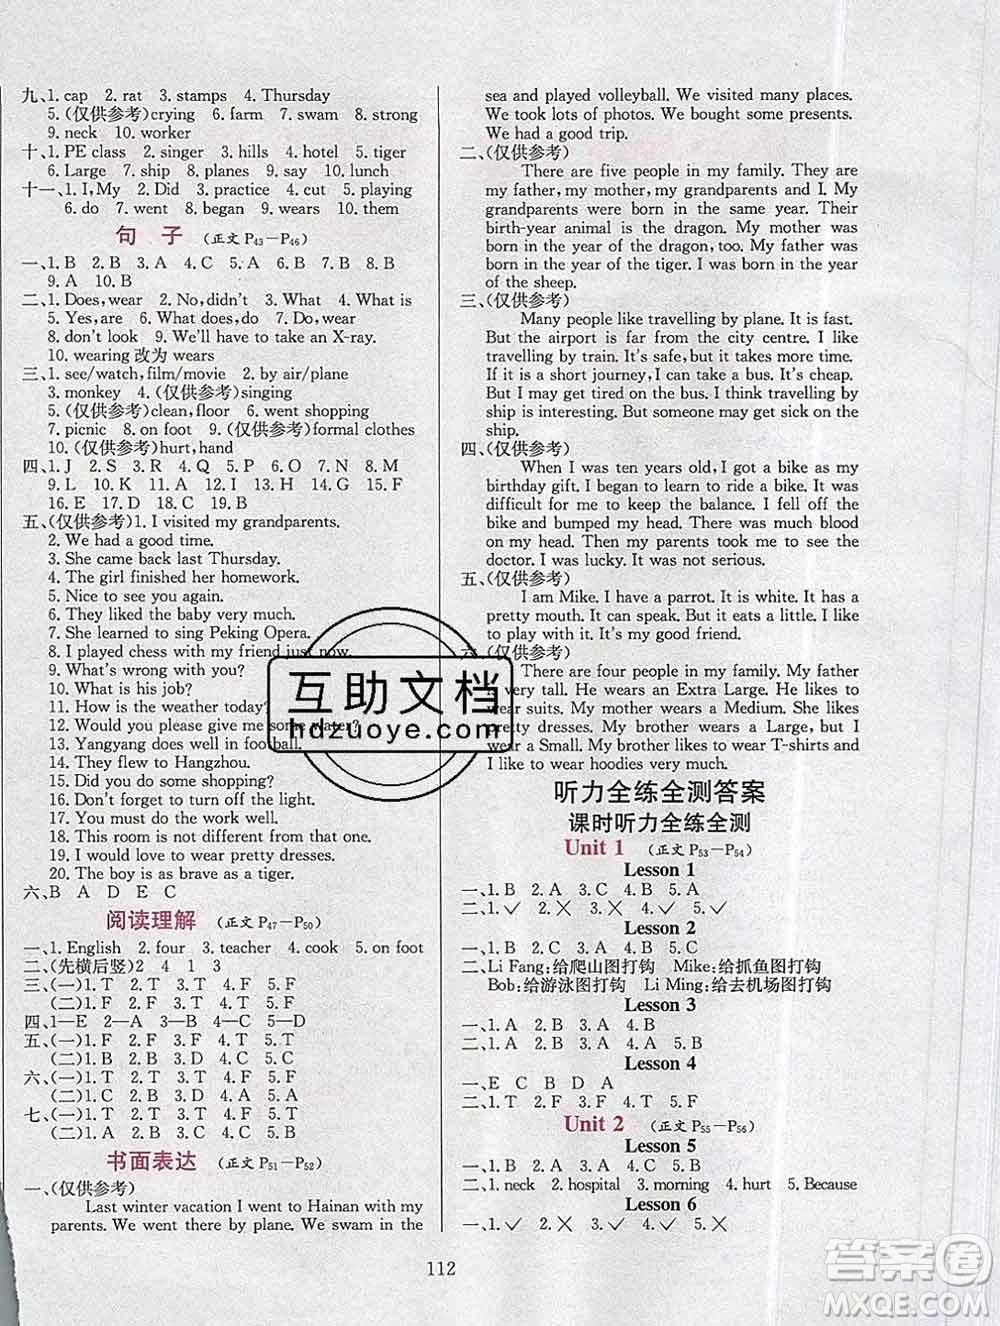 九、1. cap 2. rat 3. stamps 4. Thursday
5. (仅供参考)crying 6. farm 7. swam 8. strong
9. neck 10. worker
十、1. PE class 2. singer 3. hills 4. hotel 5. tiger
6. Large 7. ship 8. planes 9. say 10. lunch
十一、1. I,My 2. Did 3. practice 4. cut 5. playing
6. do 7. went 8. began 9. wears 10. them
句 子 (正文 P43—P46)
一、1. B 2. B 3. A 4. C 5. A 6. A 7. B 8. B
9. A 10. B
二、1. Does, wear 2. No, didn't 3. What 4. What is
5. Yes, are 6. What does, do 7. Do, wear
8. don't look 9. We'll have to take an X-ray.
10. wearing 改为 wears
三、1. see/watch,film/movie 2. by air/plane
3. monkey 4. (仅供参考)singing
5. (仅供参考)clean, floor 6. went shopping
7. picnic 8. on foot 9. (仅供参考)formal clothes
10. (仅供参考)hurt, hand
四、1. J 2. S 3. R 4. Q 5. P 6. O 7. N 8. M
9. L 10. K 11. A 12. I 13. G 14. H 15. F
16. E 17. D 18. C 19. B
五、(仅供参考)1. I visited my grandparents.
2. We had a good time.
3. She came back last Thursday.
4. The girl finished her homework.
5. Nice to see you again.
6. They liked the baby very much.
7. She learned to sing Peking Opera.
8. I played chess with my friend just now.
9. What's wrong with you?
10. What is his job?
11. How is the weather today?
12. Would you please give me some water?
13. Yangyang does well in football.
14. They flew to Hangzhou.
15. Did you do some shopping?
16. Don't forget to turn off the light.
17. You must do the work well.
18. This room is not different from that one.
19. I would love to wear pretty dresses.
20. The boy is as brave as a tiger.
六、B A D E C
阅读理解 (正文 P47—P50)
一、1. English 2. four 3. teacher 4. cook 5. on foot
二、(先横后竖)2 4 1 3
三、(一)1. T 2. T 3. T 4. F 5. F
(二)1. F 2. F 3. T 4. T 5. T
四、1—E 2—A 3—B 4—C 5—D
五、(一)1. F 2. T 3. F 4. T 5. T
(二)1. B 2. B 3. A 4. C 5. C
六、(一)1. F 2. T 3. T 4. F 5. F
(二)1. A 2. C 3. B 4. C 5. A
七、(一)1. T 2. F 3. T 4. F 5. T
(二)1. A 2. B 3. A 4. B 5. A
书面表达 (正文 P51—P52)
一、(仅供参考)
Last winter vacation I went to Hainan with my
parents. We went there by plane. We swam in the
sea and played volleyball. We visited many places.
We took lots of photos. We bought some presents.
We had a good trip.
二、(仅供参考)
There are five people in my family. They are
my father, my mother, my grandparents and I. My
grandparents were born in the same year. Their
birth-year animal is the dragon. My mother was
born in the year of the dragon, too. My father was
born in the year of the tiger. I was born in the year of
the sheep.
三、(仅供参考)
Many people like travelling by plane. It is fast.
But the airport is far from the city centre. I like
travelling by train. It's safe, but maybe it takes time.
If it is a short journey, I can take a bus. It's cheap.
But I may get tired on the bus. I think travelling by
ship is interesting. But someone may get sick on the
ship.
四、(仅供参考)
When I was ten years old, I got a bike as my
birthday gift. I began to learn to ride a bike. It was
difficult for me to keep the balance. I fell off the
bike and bumped my head. There was much blood
on my head. Then my parents took me to see the
doctor. I was lucky. It was not serious.
五、(仅供参考)
I am Mike. I have a parrot. It is white. It has a
pretty mouth. It can speak. But it eats a little. I like
to play with it. It's my good friend.
六、(仅供参考)
There are four people in my family. My father
very tall. He wears an Extra Large. He likes to
wear suits. My mother wears a Medium. She likes
pretty dresses. My brother wears a Large, but I
wear a Small. My brother likes to wear T-shirts and
I like to wear hoodies very much.
听力全练全测答案
课时听力全练全测
Unit 1 (正文 P53—P54)
Lesson 1
一、1. B 2. A 3. C 4. B 5. A
二、1. ✓ 2. ✗ 3. ✗ 4. ✓ 5. ✓
Lesson 2
一、1. B 2. A 3. A 4. B 5. C
二、Li Fang:给爬山图打钩 Mike:给抓鱼图打钩
Bob:给游泳图打钩 Li Ming:给去机场图打钩
Lesson 3
一、1. A 2. B 3. A 4. B
二、1. A 2. A 3. B 4. C 5. B
Lesson 4
一、E C B D A
二、1. T 2. F 3. F 4. F 5. T
Unit 2 (正文 P55—P56)
Lesson 5
一、1. C 2. B 3. A 4. C 5. B
二、1. neck 2. hospital 3. morning 4. hurt 5. Because
Lesson 6
一、1. ✓ 2. ✗ 3. ✓ 4. ✓ 5. ✗
112
互助文档
hdzuoye.com
答案圈
MXQE.COM